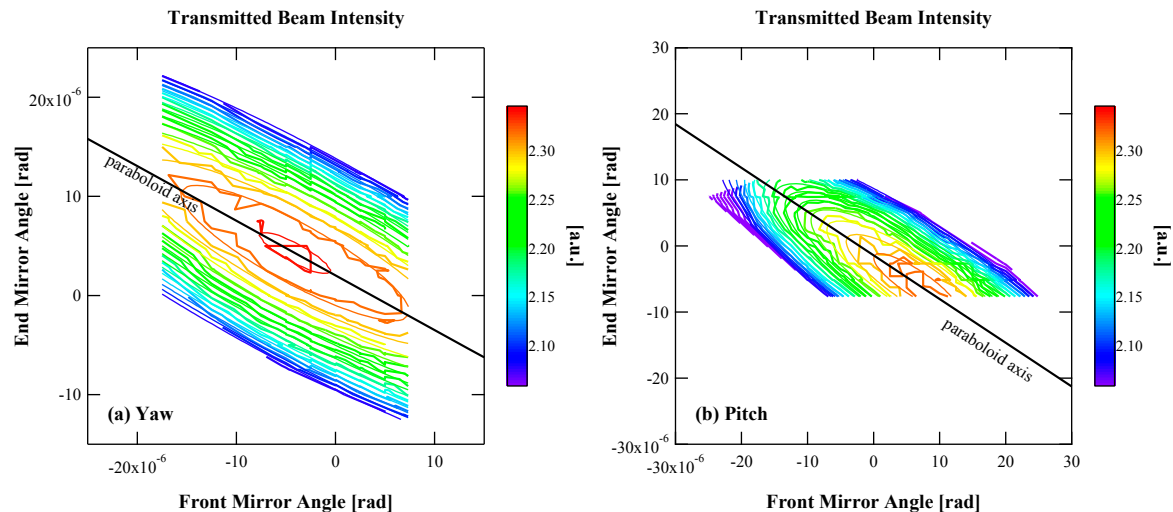 Transmitted Beam Intensity
20x10⁻⁶
10
0
-10
End Mirror Angle [rad]
paraboloid axis
(a) Yaw
-20x10⁻⁶
-10
0
10
Front Mirror Angle [rad]
2.30
2.25
2.20
2.15
2.10
[a.u.]
Transmitted Beam Intensity
30
20
10
0
-10
-20
-30x10⁻⁶
End Mirror Angle [rad]
paraboloid axis
(b) Pitch
-30x10⁻⁶
-20
-10
0
10
20
30
Front Mirror Angle [rad]
2.30
2.25
2.20
2.15
2.10
[a.u.]